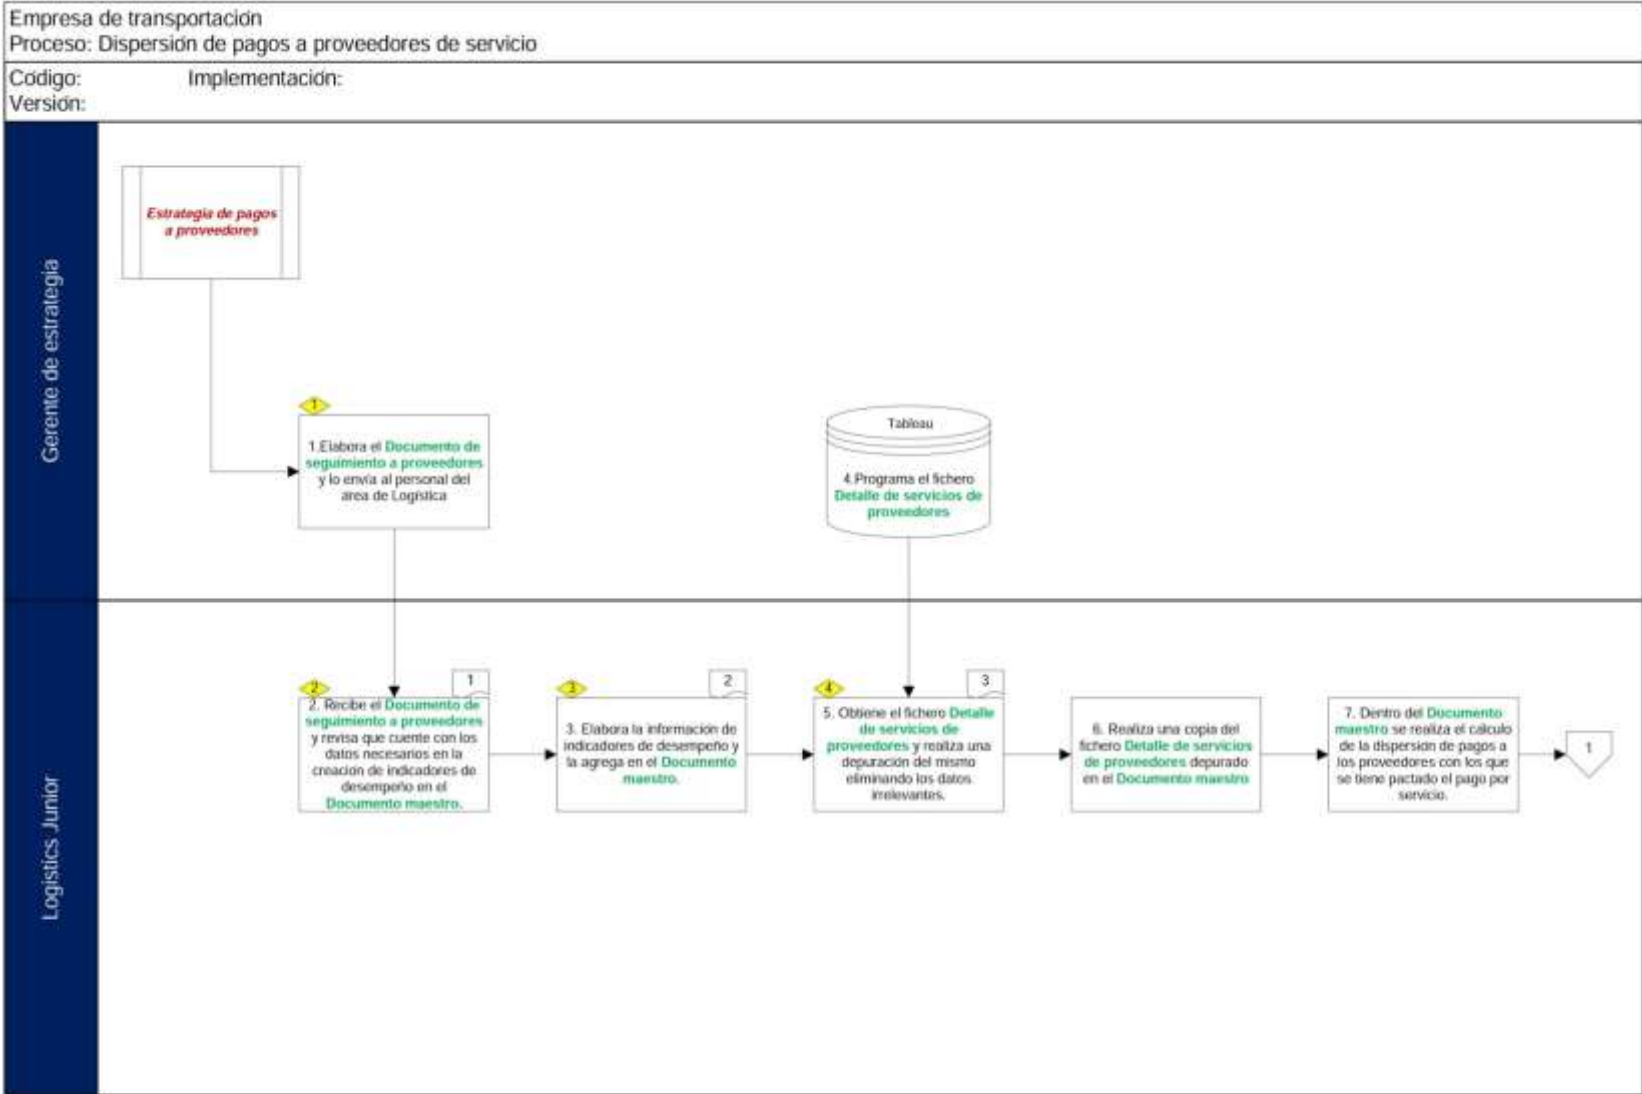 Empresa de transportación
Proceso: Dispersión de pagos a proveedores de servicio
Código: Implementación:
Versión:
Gerente de estrategia
Estrategia de pagos
a proveedores
1
1.Elabora el Documento de
seguimiento a proveedores
y lo envía al personal del
área de Logística
Tableau
4.Programa el fichero
Detalle de servicios de
proveedores
Logistics Junior
2
1
2. Recibe el Documento de
seguimiento a proveedores
y revisa que cuente con los
datos necesarios en la
creación de indicadores de
desempeño en el
Documento maestro.
3
2
3. Elabora la información de
indicadores de desempeño y
la agrega en el Documento
maestro.
4
3
5. Obtiene el fichero Detalle
de servicios de
proveedores y realiza una
depuración del mismo
eliminando los datos
irrelevantes.
6. Realiza una copia del
fichero Detalle de servicios
de proveedores depurado
en el Documento maestro
7. Dentro del Documento
maestro se realiza el cálculo
de la dispersión de pagos a
los proveedores con los que
se tiene pactado el pago por
servicio.
1